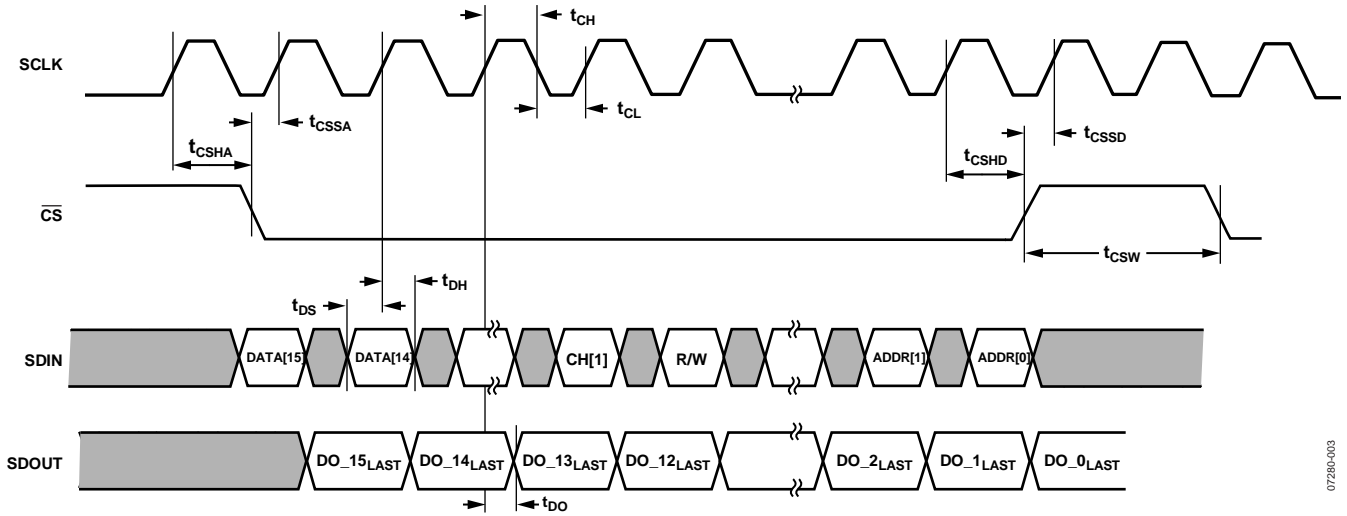 tCH
SCLK
tCL
tCSSA
tCSSD
tCSHA
tCSHD
CS
tCSW
tDH
tDS
SDIN DATA[15] DATA[14] CH[1] R/W ADDR[1] ADDR[0]
SDOUT DO_15LAST DO_14LAST DO_13LAST DO_12LAST DO_2LAST DO_1LAST DO_0LAST
tDO
07280-003